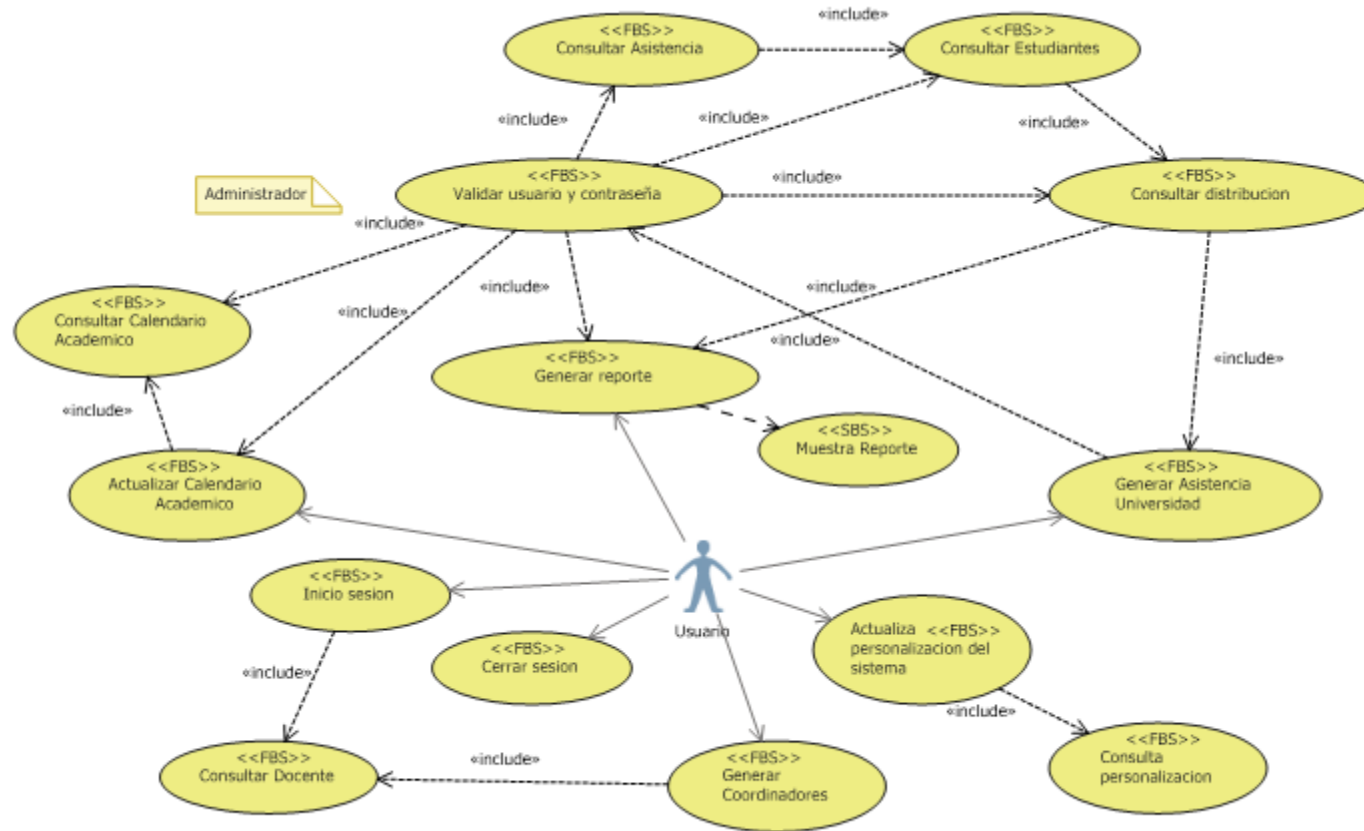 «include»
<<FBS>>
Consultar Asistencia
<<FBS>>
Consultar Estudiantes
«include»
«include»
«include»
<<FBS>>
Validar usuario y contraseña
«include»
<<FBS>>
Consultar distribucion
Administrador
«include»
«include»
«include»
«include»
<<FBS>>
Consultar Calendario
Academico
«include»
«include»
<<FBS>>
Generar reporte
«include»
«include»
<<SBS>>
Muestra Reporte
<<FBS>>
Actualizar Calendario
Academico
<<FBS>>
Generar Asistencia
Universidad
<<FBS>>
Inicio sesion
Usuario
Actualiza <<FBS>>
personalizacion del
sistema
<<FBS>>
Cerrar sesion
«include»
«include»
<<FBS>>
Consultar Docente
«include»
<<FBS>>
Generar
Coordinadores
<<FBS>>
Consulta
personalizacion